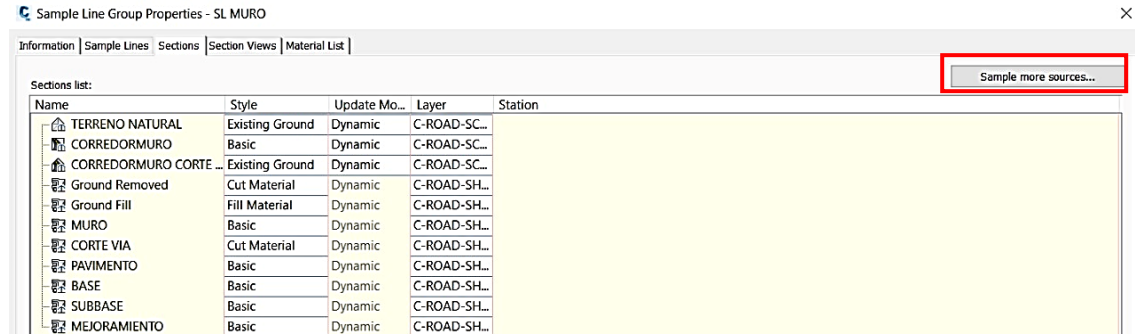 Sample Line Group Properties - SL MURO
Information Sample Lines Sections Section Views Material List
Sample more sources...
Sections list:
Name Style Update Mo... Layer Station
TERRENO NATURAL Existing Ground Dynamic C-ROAD-SC...
CORREDORMURO Basic Dynamic C-ROAD-SC...
CORREDORMURO CORTE ... Existing Ground Dynamic C-ROAD-SC...
Ground Removed Cut Material Dynamic C-ROAD-SH...
Ground Fill Fill Material Dynamic C-ROAD-SH...
MURO Basic Dynamic C-ROAD-SH...
CORTE VIA Cut Material Dynamic C-ROAD-SH...
PAVIMENTO Basic Dynamic C-ROAD-SH...
BASE Basic Dynamic C-ROAD-SH...
SUBBASE Basic Dynamic C-ROAD-SH...
MEJORAMIENTO Basic Dynamic C-ROAD-SH...